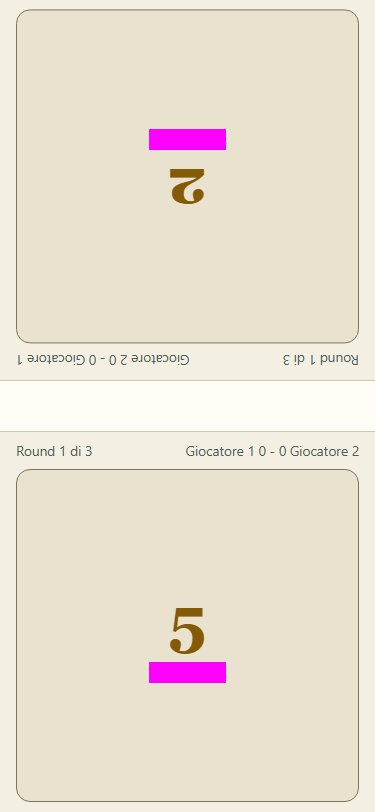 Round 1 di 3
Giocatore 2 0 - 0 Giocatore 1
2
Round 1 di 3
Giocatore 1 0 - 0 Giocatore 2
5